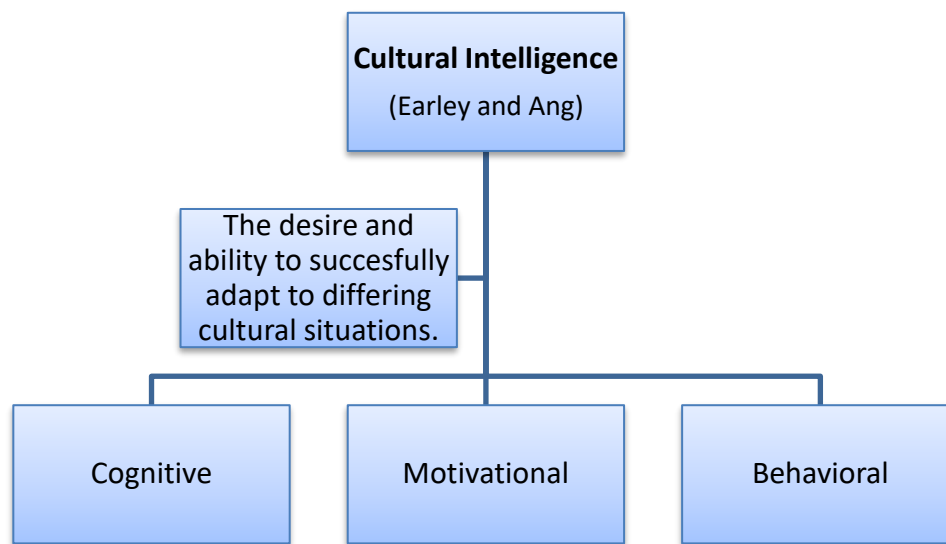 Cultural Intelligence
(Earley and Ang)
The desire and
ability to succesfully
adapt to differing
cultural situations.
Cognitive
Motivational
Behavioral